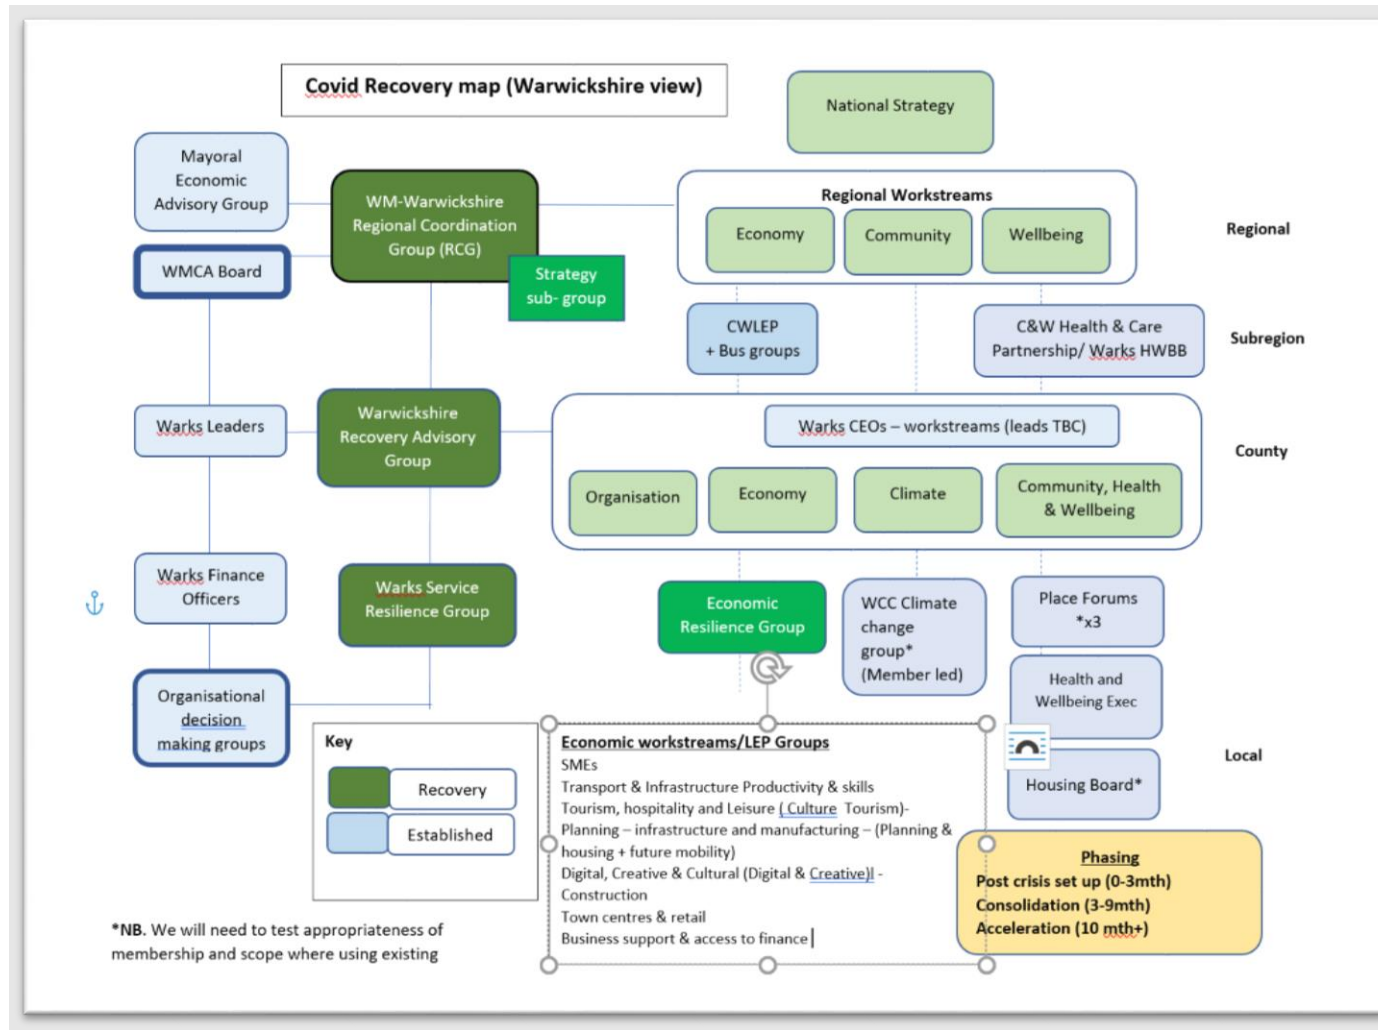 Covid Recovery map (Warwickshire view)
National Strategy
Mayoral
Economic
Advisory Group
WM-Warwickshire
Regional Coordination
Group (RCG)
Regional Workstreams
Economy
Community
Wellbeing
Regional
WMCA Board
Strategy
sub- group
CWLEP
+ Bus groups
C&W Health & Care
Partnership/ Warks HWBB
Subregion
Warks Leaders
Warwickshire
Recovery Advisory
Group
Warks CEOs – workstreams (leads TBC)
County
Organisation
Economy
Climate
Community, Health
& Wellbeing
Warks Finance
Officers
Warks Service
Resilience Group
Economic
Resilience Group
WCC Climate
change
group*
(Member led)
Place Forums
*x3
Health and
Wellbeing Exec
Organisational
decision
making groups
Housing Board*
Local
Key
Recovery
Established
Economic workstreams/LEP Groups
SMEs
Transport & Infrastructure Productivity & skills
Tourism, hospitality and Leisure ( Culture  Tourism)-
Planning – infrastructure and manufacturing – (Planning &
housing + future mobility)
Digital, Creative & Cultural (Digital & Creative)l -
Construction
Town centres & retail
Business support & access to finance
Phasing
Post crisis set up (0-3mth)
Consolidation (3-9mth)
Acceleration (10 mth+)
*NB. We will need to test appropriateness of
membership and scope where using existing